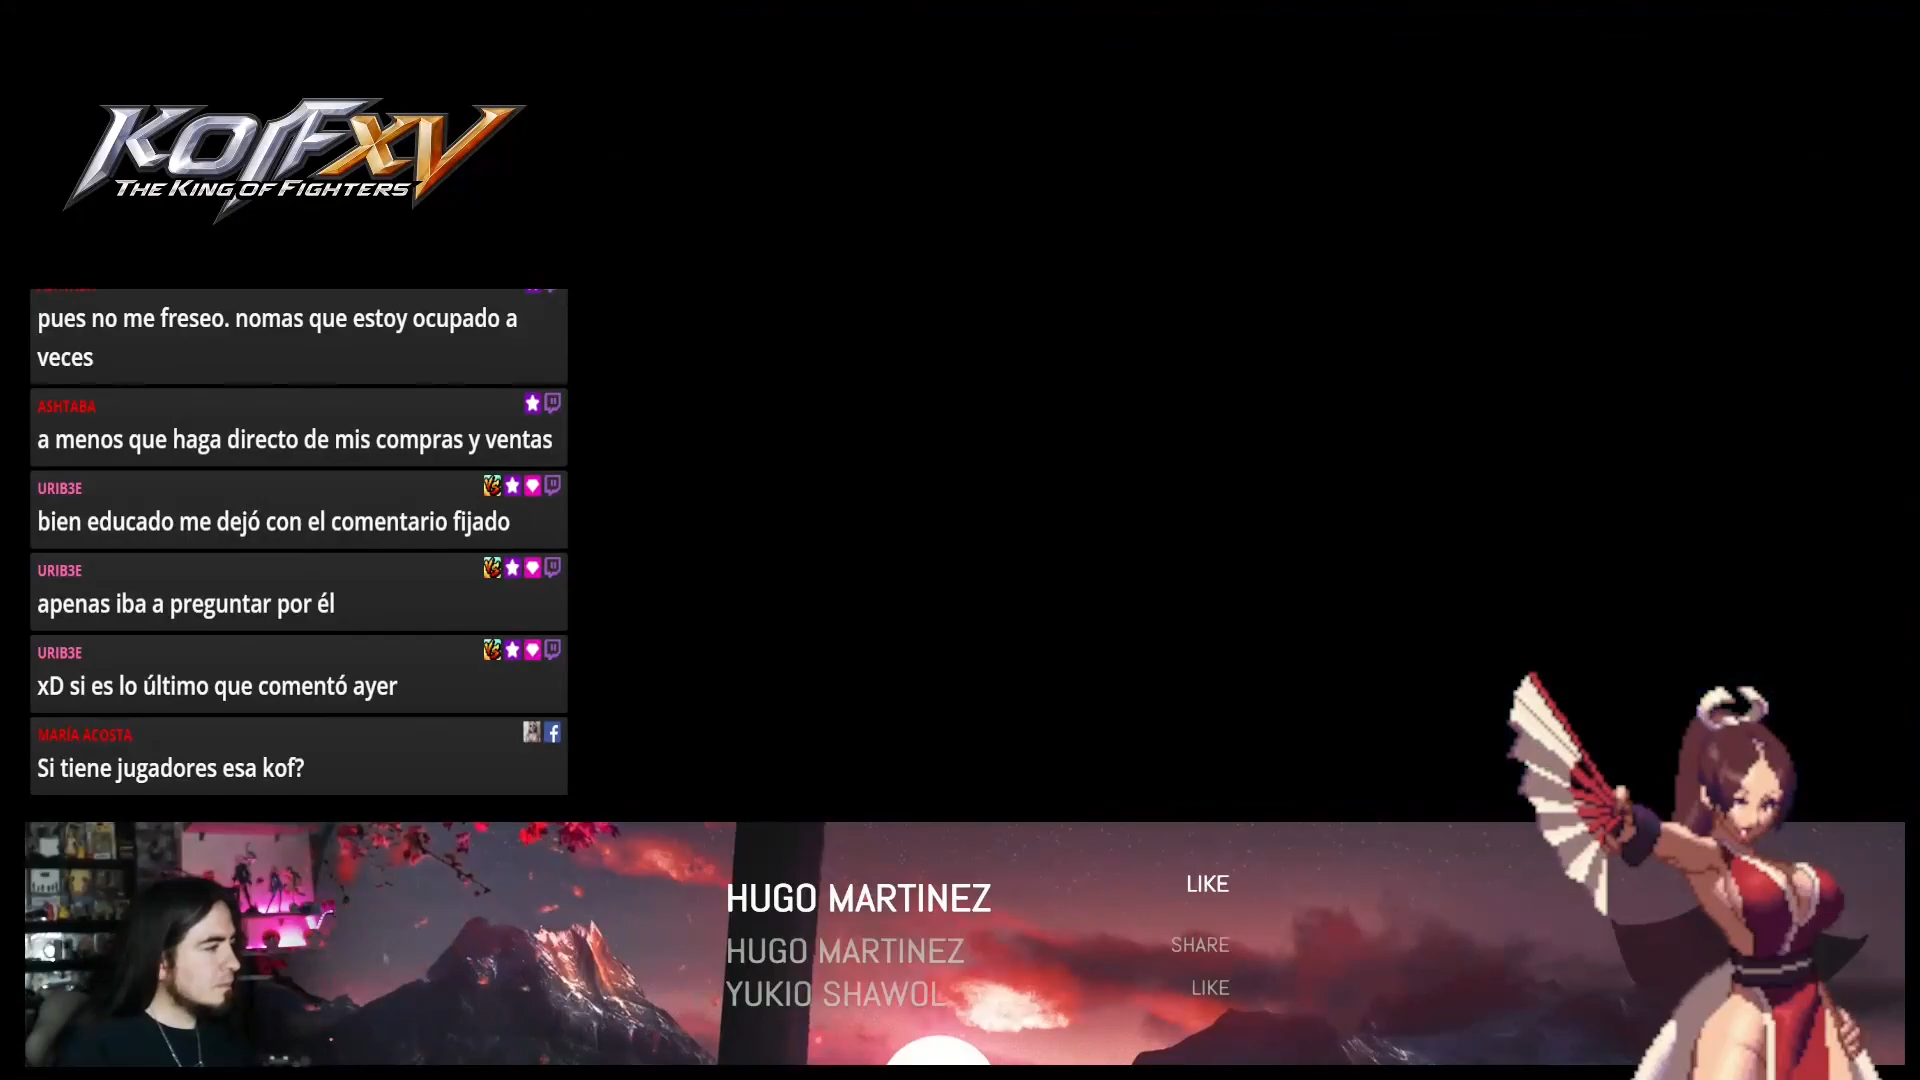 KOFXV
THE KING OF FIGHTERS
pues no me freseo. nomas que estoy ocupado a
veces
ASHTABA
a menos que haga directo de mis compras y ventas
URIB3E
bien educado me dejó con el comentario fijado
URIB3E
apenas iba a preguntar por él
URIB3E
xD si es lo último que comentó ayer
MARÍA ACOSTA
Si tiene jugadores esa kof?
HUGO MARTINEZ LIKE
HUGO MARTINEZ SHARE
YUKIO SHAWOL LIKE